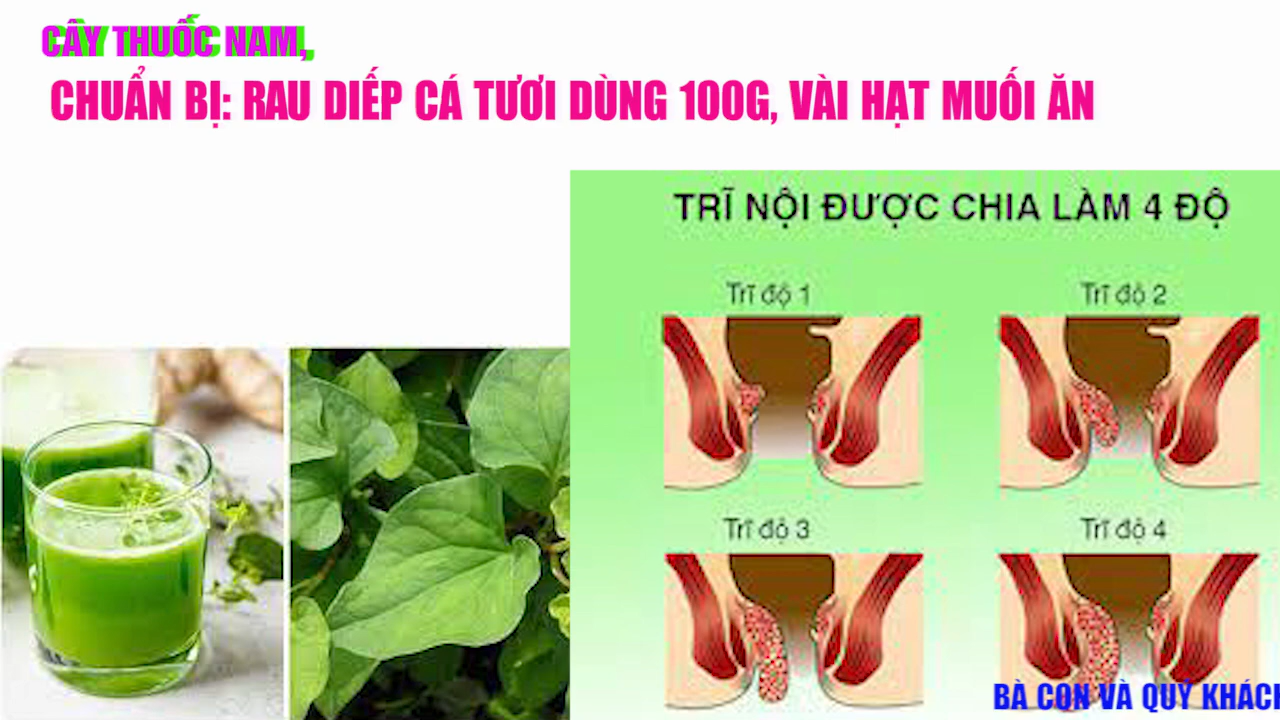 CÂY THUỐC NAM,
CHUẨN BỊ: RAU DIẾP CÁ TƯƠI DÙNG 100G, VÀI HẠT MUỐI ĂN
TRĨ NỘI ĐƯỢC CHIA LÀM 4 ĐỘ
Trĩ độ 1
Trĩ độ 2
Trĩ độ 3
Trĩ độ 4
BÀ CON VÀ QUÝ KHÁCH